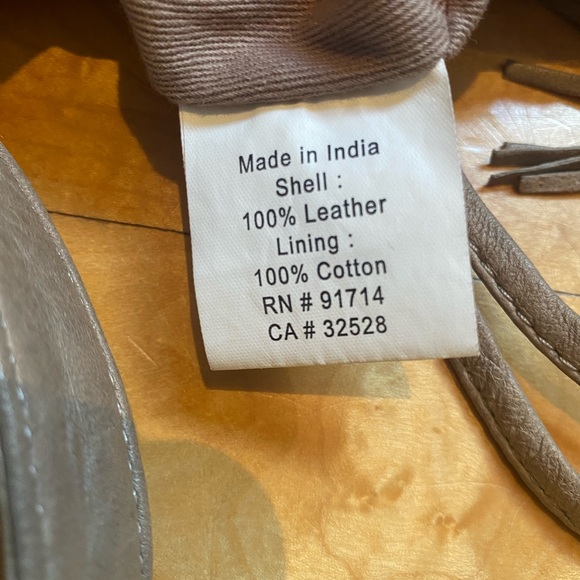 Made in India
Shell :
100% Leather
Lining :
100% Cotton
RN # 91714
CA # 32528